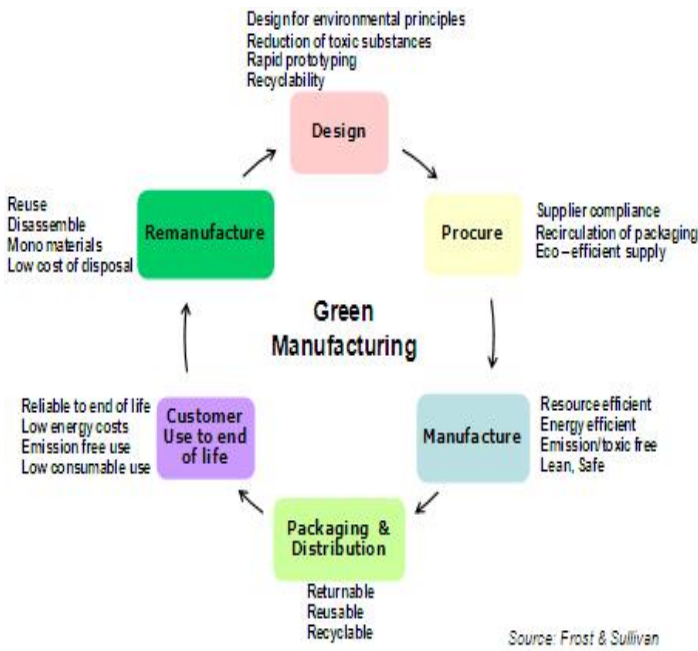 Design for environmental principles
Reduction of toxic substances
Rapid prototyping
Recyclability
Design
Reuse
Disassemble
Mono materials
Low cost of disposal
Remanufacture
Procure
Supplier compliance
Recirculation of packaging
Eco – efficient supply
Green
Manufacturing
Reliable to end of life
Low energy costs
Emission free use
Low consumable use
Customer
Use to end
of life
Manufacture
Resource efficient
Energy efficient
Emission/toxic free
Lean, Safe
Packaging &
Distribution
Returnable
Reusable
Recyclable
Source: Frost & Sullivan